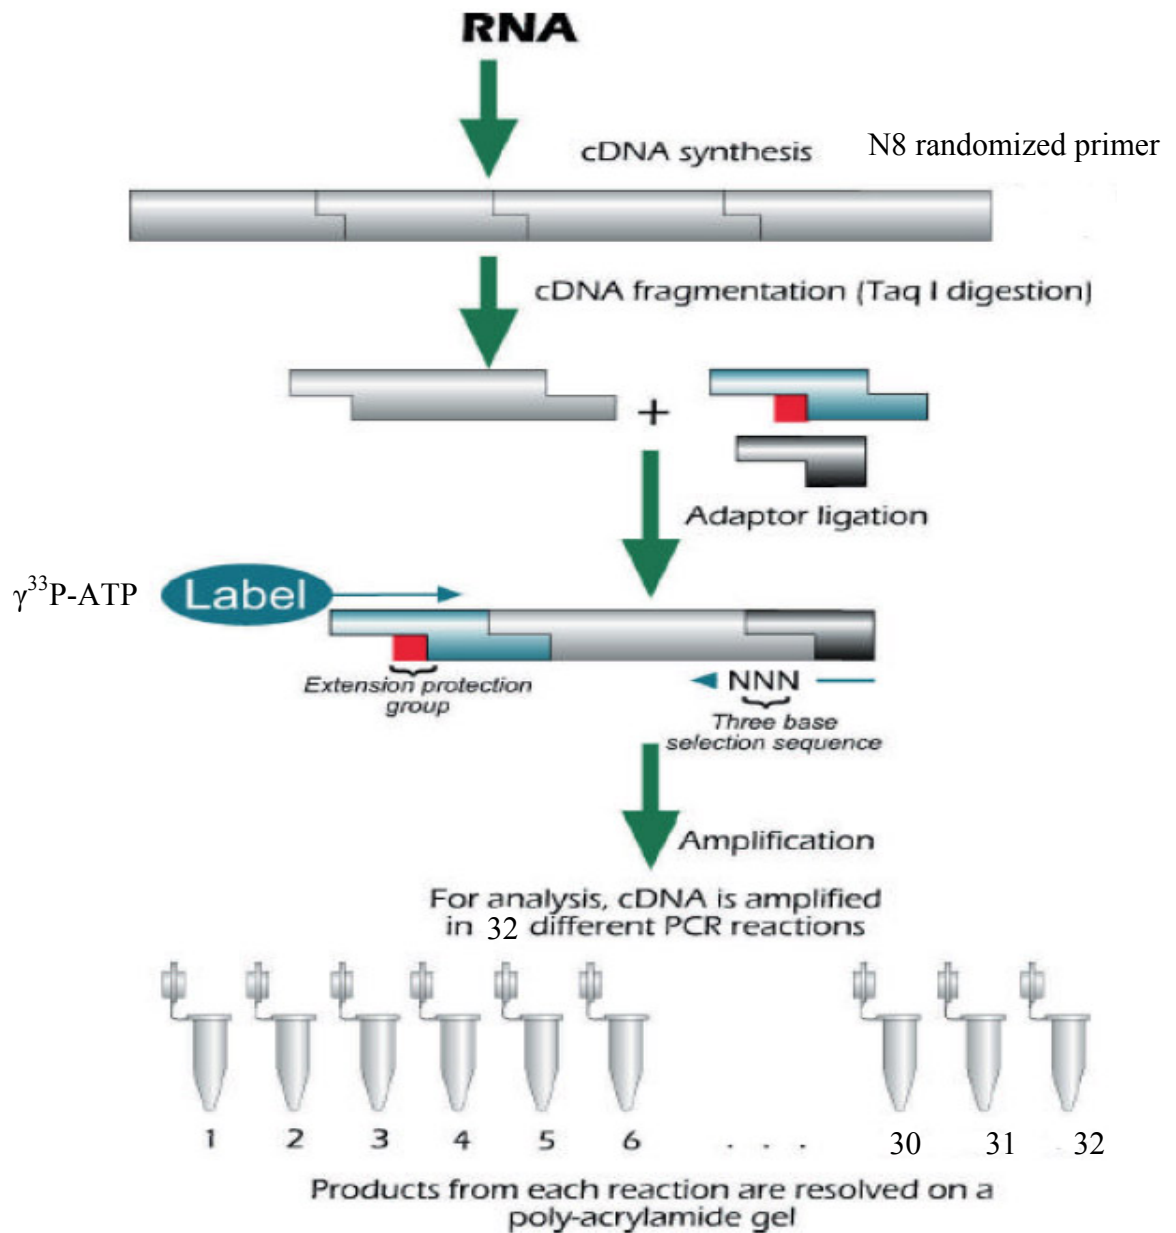 RNA
cDNA synthesis
N8 randomized primer
cDNA fragmentation (Taq I digestion)
+
Adaptor ligation
γ³³P-ATP
Label
Extension protection
group
NNN
Three base
selection sequence
Amplification
For analysis, cDNA is amplified
in 32 different PCR reactions
1 2 3 4 5 6 . . . 30 31 32
Products from each reaction are resolved on a
poly-acrylamide gel